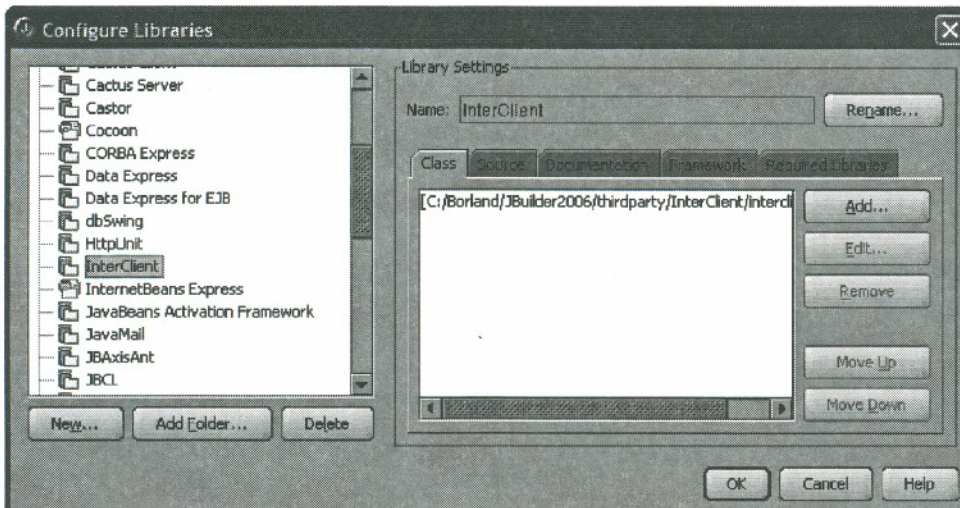 Configure Libraries
Cactus Server
Castor
Cocoon
CORBA Express
Data Express
Data Express for EJB
dbSwing
HttpUnit
InterClient
InternetBeans Express
JavaBeans Activation Framework
JavaMail
JBAxisAnt
JBCL
New...
Add Folder...
Delete
Library Settings
Name: InterClient
Rename...
Class Source Documentation Framework Required Libraries
[C:/Borland/JBuilder2006/thirdparty/InterClient/intercli
Add...
Edit...
Remove
Move Up
Move Down
OK Cancel Help